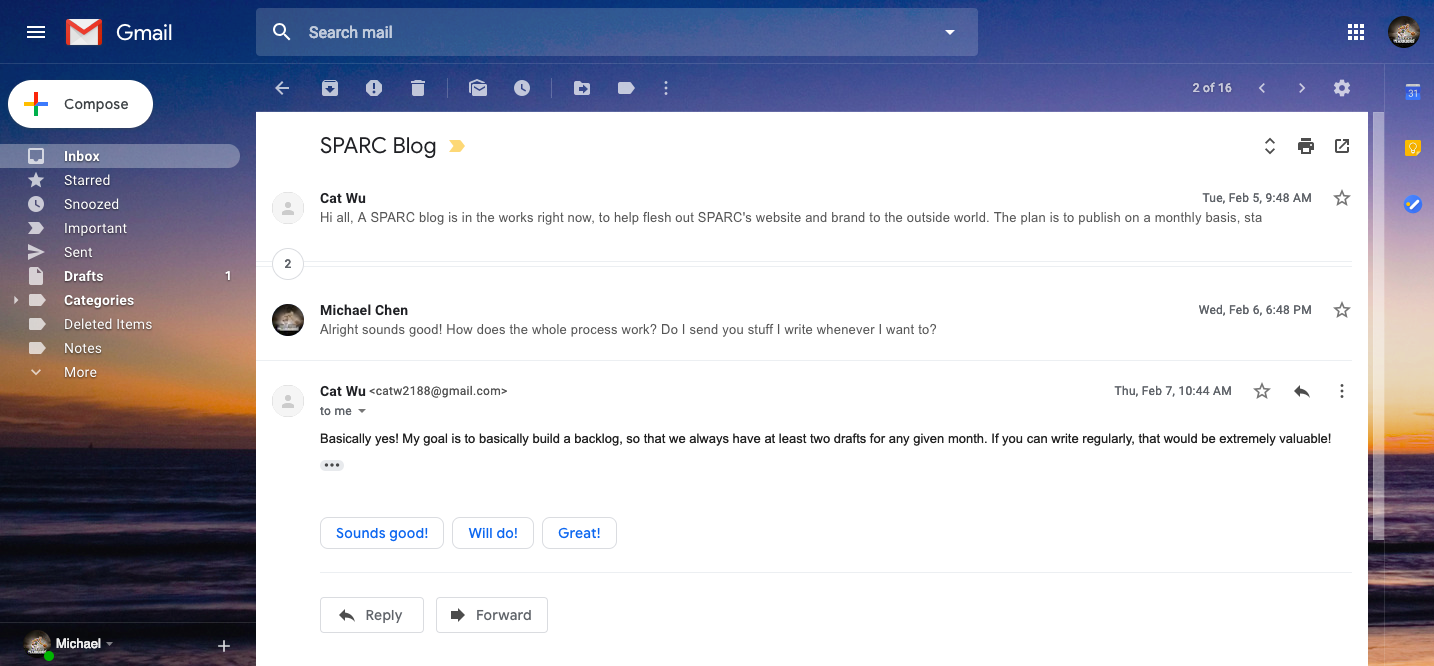 Gmail
Search mail
Compose
2 of 16
31
Inbox
Starred
Snoozed
Important
Sent
Drafts 1
Categories
Deleted Items
Notes
More
SPARC Blog
Cat Wu Tue, Feb 5, 9:48 AM
Hi all, A SPARC blog is in the works right now, to help flesh out SPARC's website and brand to the outside world. The plan is to publish on a monthly basis, sta
2
Michael Chen Wed, Feb 6, 6:48 PM
Alright sounds good! How does the whole process work? Do I send you stuff I write whenever I want to?
Cat Wu <catw2188@gmail.com> Thu, Feb 7, 10:44 AM
to me
Basically yes! My goal is to basically build a backlog, so that we always have at least two drafts for any given month. If you can write regularly, that would be extremely valuable!
Sounds good! Will do! Great!
Reply Forward
Michael